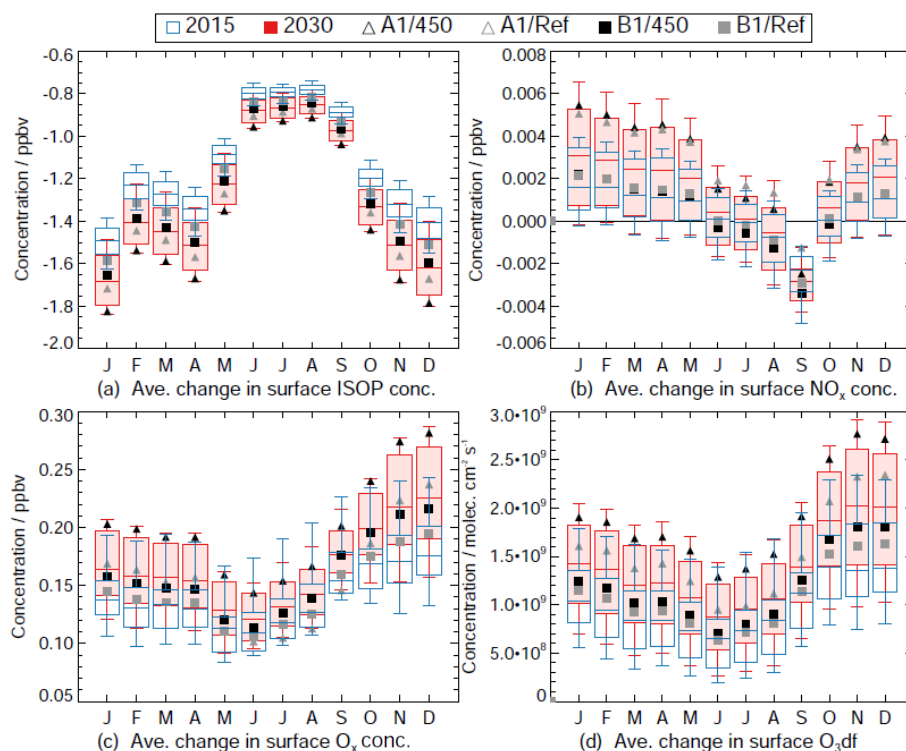 2015 2030 A1/450 A1/Ref B1/450 B1/Ref
-0.6
-0.8
-1.0
-1.2
-1.4
-1.6
-1.8
-2.0
Concentration / ppbv
J F M A M J J A S O N D
(a) Ave. change in surface ISOP conc.
0.008
0.006
0.004
0.002
0.000
-0.002
-0.004
-0.006
Concentration / ppbv
J F M A M J J A S O N D
(b) Ave. change in surface NOₓ conc.
0.30
0.25
0.20
0.15
0.10
0.05
Concentration / ppbv
J F M A M J J A S O N D
(c) Ave. change in surface Oₓ conc.
3.0•10⁹
2.5•10⁹
2.0•10⁹
1.5•10⁹
1.0•10⁹
5.0•10⁸
0
Concentration / molec. cm⁻² s⁻¹
J F M A M J J A S O N D
(d) Ave. change in surface O₃df